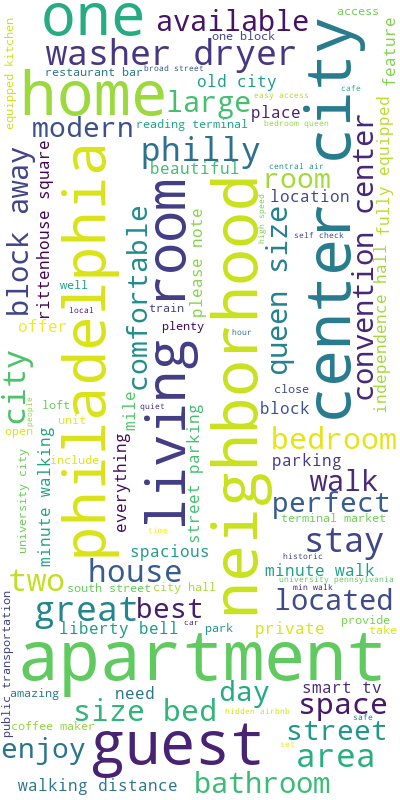 one
available
washer dryer
one block
access
equipped kitchen
restaurant bar
broad street
old city
easy access
cafe
feature
home
large
place
modern
reading terminal
bedroom queen
philly
center city
beautiful
central air
room
block away
rittenhouse square
philadelphia
living room
neighborhood
comfortable
please note
queen size
high speed
location
convention center
independence hall
fully equipped
self check
well
local
train
offer
plenty
hour
close
city
loft
mile
quiet
block
people
unit
open
bedroom
university city
include
everything
street parking
parking
minute walking
time
walk
spacious
perfect
terminal market
stay
historic
house
minute walk
two
south street
city hall
university pennsylvania
min walk
located
great
best
car
liberty bell
park
private
provide
take
apartment
public transportation
amazing
need
day
smart tv
size bed
hidden airbnb
space
safe
coffee maker
guest
street
enjoy
set
area
walking distance
bathroom